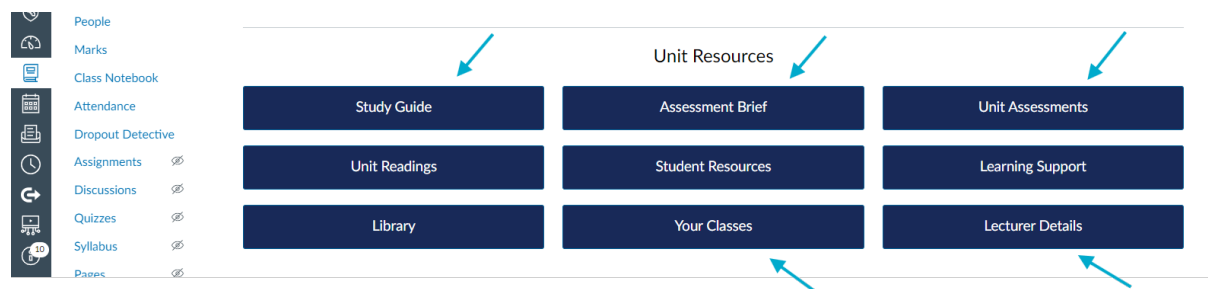 People
Marks
Class Notebook
Attendance
Dropout Detective
Assignments
Discussions
Quizzes
Syllabus
Pages
10
Unit Resources
Study Guide
Assessment Brief
Unit Assessments
Unit Readings
Student Resources
Learning Support
Library
Your Classes
Lecturer Details